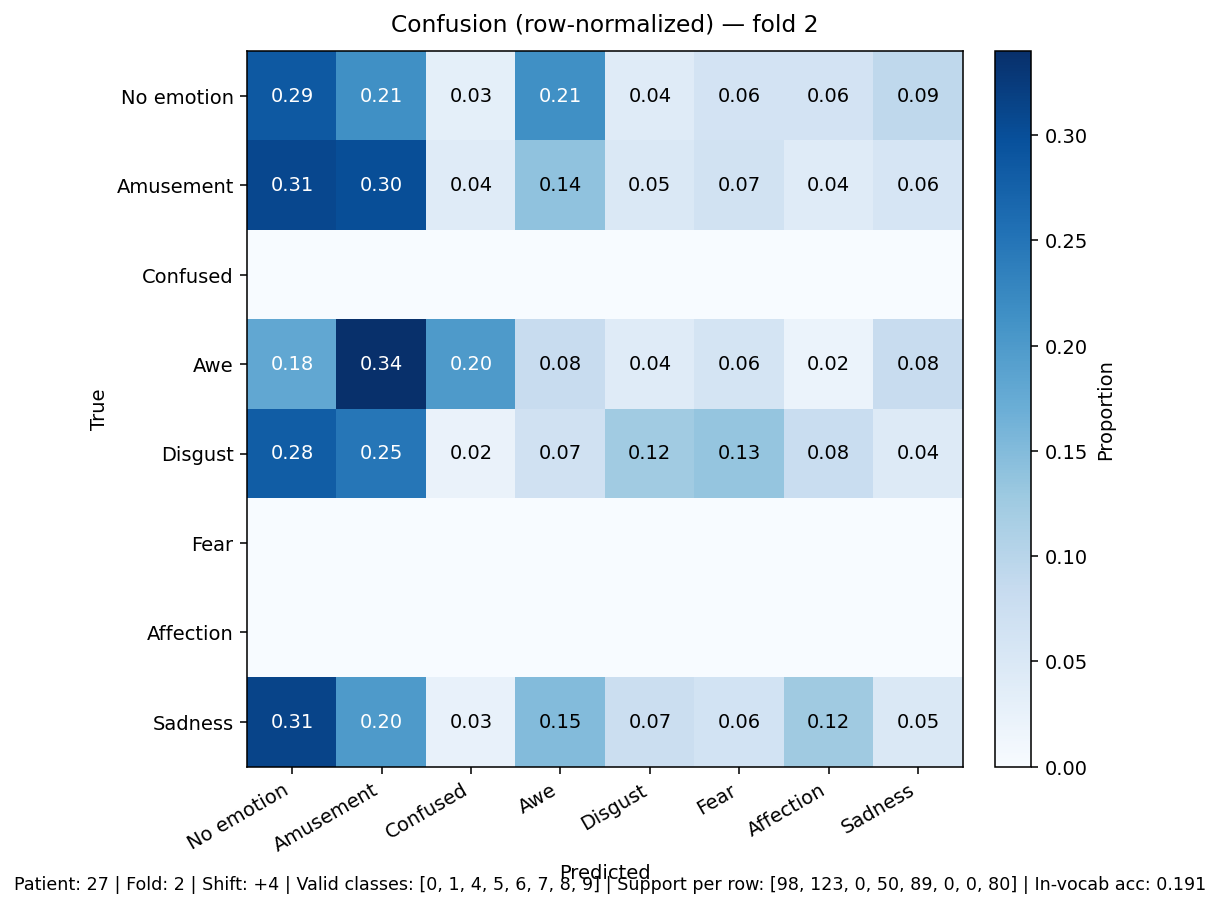 Confusion (row-normalized) — fold 2
No emotion 0.29 0.21 0.03 0.21 0.04 0.06 0.06 0.09
Amusement 0.31 0.30 0.04 0.14 0.05 0.07 0.04 0.06
Confused
Awe 0.18 0.34 0.20 0.08 0.04 0.06 0.02 0.08
Disgust 0.28 0.25 0.02 0.07 0.12 0.13 0.08 0.04
Fear
Affection
Sadness 0.31 0.20 0.03 0.15 0.07 0.06 0.12 0.05
True
No emotion Amusement Confused Awe Disgust Fear Affection Sadness
Predicted
0.30
0.25
0.20
0.15
0.10
0.05
0.00
Proportion
Patient: 27 | Fold: 2 | Shift: +4 | Valid classes: [0, 1, 4, 5, 6, 7, 8, 9] | Support per row: [98, 123, 0, 50, 89, 0, 0, 80] | In-vocab acc: 0.191